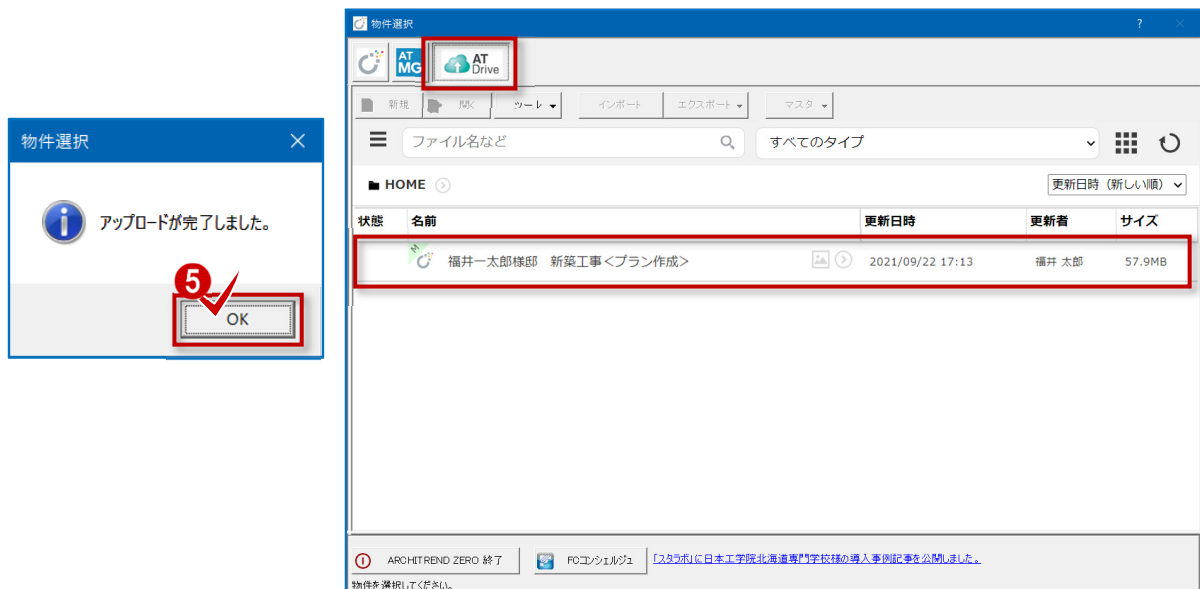 物件選択
アップロードが完了しました。
5
OK
物件選択
?
AT MG
AT Drive
新規 開く ツール インポート エクスポート マスタ
ファイル名など すべてのタイプ
HOME 更新日時 (新しい順)
状態 名前 更新日時 更新者 サイズ
M 福井一太郎様邸 新築工事<プラン作成> 2021/09/22 17:13 福井 太郎 57.9MB
ARCHITREND ZERO 終了 FCコンシェルジュ 「スタラボ」に日本工学院北海道専門学校様の導入事例記事を公開しました。
物件を選択してください。